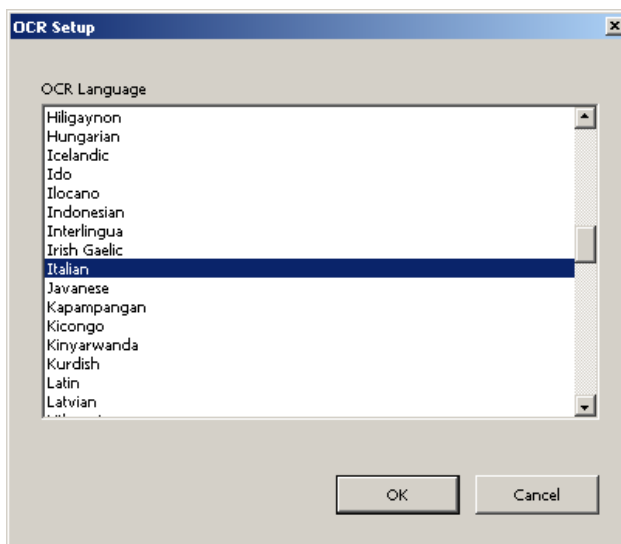 OCR Setup
OCR Language
Hiligaynon
Hungarian
Icelandic
Ido
Ilocano
Indonesian
Interlingua
Irish Gaelic
Italian
Javanese
Kapampangan
Kicongo
Kinyarwanda
Kurdish
Latin
Latvian
OK
Cancel